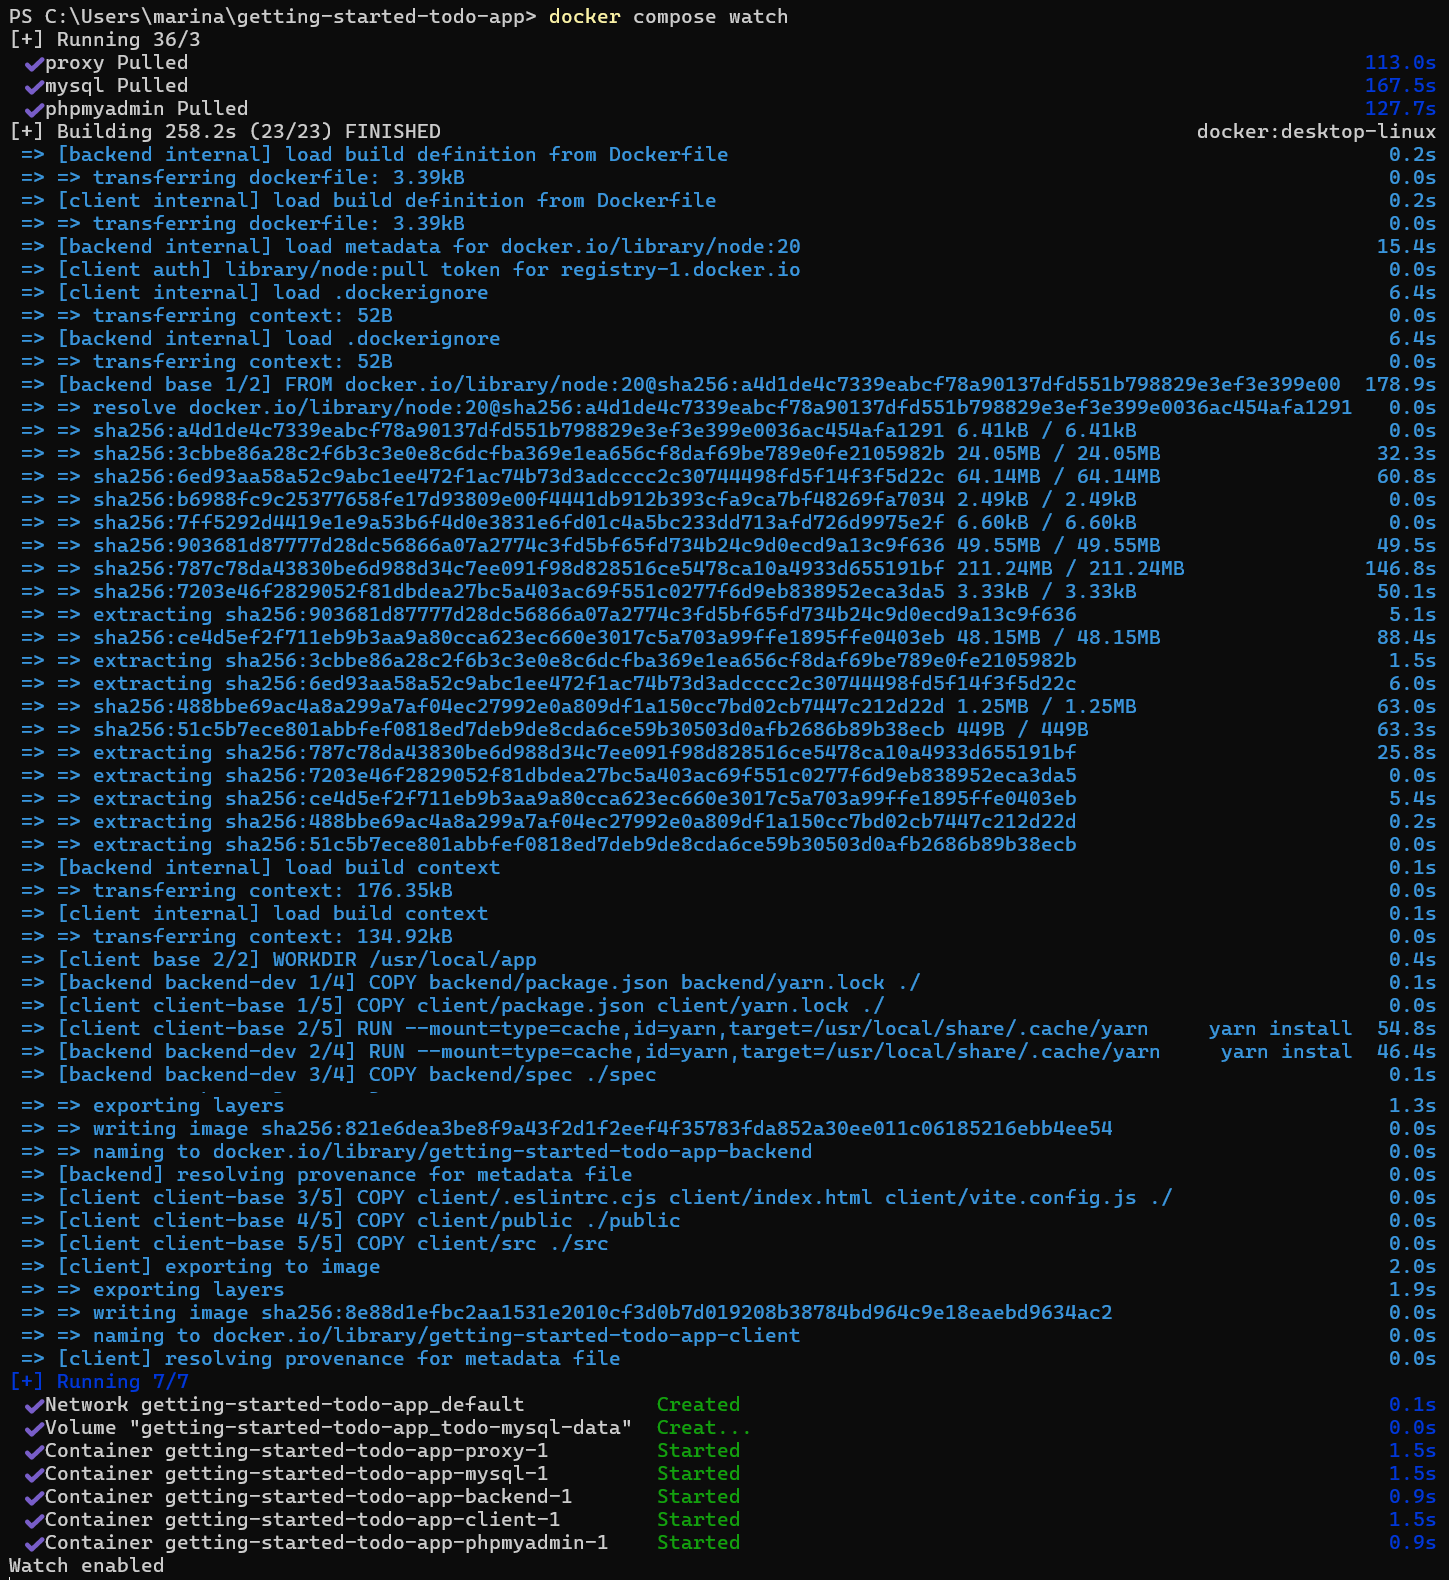 PS C:\Users\marina\getting-started-todo-app> docker compose watch
[+] Running 36/3
✔proxy Pulled 113.0s
✔mysql Pulled 167.5s
✔phpmyadmin Pulled 127.7s
[+] Building 258.2s (23/23) FINISHED docker:desktop-linux
=> [backend internal] load build definition from Dockerfile 0.2s
=> => transferring dockerfile: 3.39kB 0.0s
=> [client internal] load build definition from Dockerfile 0.2s
=> => transferring dockerfile: 3.39kB 0.0s
=> [backend internal] load metadata for docker.io/library/node:20 15.4s
=> [client auth] library/node:pull token for registry-1.docker.io 0.0s
=> [client internal] load .dockerignore 6.4s
=> => transferring context: 52B 0.0s
=> [backend internal] load .dockerignore 6.4s
=> => transferring context: 52B 0.0s
=> [backend base 1/2] FROM docker.io/library/node:20@sha256:a4d1de4c7339eabcf78a90137dfd551b798829e3ef3e399e00 178.9s
=> => resolve docker.io/library/node:20@sha256:a4d1de4c7339eabcf78a90137dfd551b798829e3ef3e399e0036ac454afa1291 0.0s
=> => sha256:a4d1de4c7339eabcf78a90137dfd551b798829e3ef3e399e0036ac454afa1291 6.41kB / 6.41kB 0.0s
=> => sha256:3cbbe86a28c2f6b3c3e0e8c6dcfba369e1ea656cf8daf69be789e0fe2105982b 24.05MB / 24.05MB 32.3s
=> => sha256:6ed93aa58a52c9abc1ee472f1ac74b73d3adcccc2c30744498fd5f14f3f5d22c 64.14MB / 64.14MB 60.8s
=> => sha256:b6988fc9c25377658fe17d93809e00f4441db912b393cfa9ca7bf48269fa7034 2.49kB / 2.49kB 0.0s
=> => sha256:7ff5292d4419e1e9a53b6f4d0e3831e6fd01c4a5bc233dd713afd726d9975e2f 6.60kB / 6.60kB 0.0s
=> => sha256:903681d87777d28dc56866a07a2774c3fd5bf65fd734b24c9d0ecd9a13c9f636 49.55MB / 49.55MB 49.5s
=> => sha256:787c78da43830be6d988d34c7ee091f98d828516ce5478ca10a4933d655191bf 211.24MB / 211.24MB 146.8s
=> => sha256:7203e46f2829052f81dbdea27bc5a403ac69f551c0277f6d9eb838952eca3da5 3.33kB / 3.33kB 50.1s
=> => extracting sha256:903681d87777d28dc56866a07a2774c3fd5bf65fd734b24c9d0ecd9a13c9f636 5.1s
=> => sha256:ce4d5ef2f711eb9b3aa9a80cca623ec660e3017c5a703a99ffe1895ffe0403eb 48.15MB / 48.15MB 88.4s
=> => extracting sha256:3cbbe86a28c2f6b3c3e0e8c6dcfba369e1ea656cf8daf69be789e0fe2105982b 1.5s
=> => extracting sha256:6ed93aa58a52c9abc1ee472f1ac74b73d3adcccc2c30744498fd5f14f3f5d22c 6.0s
=> => sha256:488bbe69ac4a8a299a7af04ec27992e0a809df1a150cc7bd02cb7447c212d22d 1.25MB / 1.25MB 63.0s
=> => sha256:51c5b7ece801abbfef0818ed7deb9de8cda6ce59b30503d0afb2686b89b38ecb 449B / 449B 63.3s
=> => extracting sha256:787c78da43830be6d988d34c7ee091f98d828516ce5478ca10a4933d655191bf 25.8s
=> => extracting sha256:7203e46f2829052f81dbdea27bc5a403ac69f551c0277f6d9eb838952eca3da5 0.0s
=> => extracting sha256:ce4d5ef2f711eb9b3aa9a80cca623ec660e3017c5a703a99ffe1895ffe0403eb 5.4s
=> => extracting sha256:488bbe69ac4a8a299a7af04ec27992e0a809df1a150cc7bd02cb7447c212d22d 0.2s
=> => extracting sha256:51c5b7ece801abbfef0818ed7deb9de8cda6ce59b30503d0afb2686b89b38ecb 0.0s
=> [backend internal] load build context 0.1s
=> => transferring context: 176.35kB 0.0s
=> [client internal] load build context 0.1s
=> => transferring context: 134.92kB 0.0s
=> [client base 2/2] WORKDIR /usr/local/app 0.4s
=> [backend backend-dev 1/4] COPY backend/package.json backend/yarn.lock ./ 0.1s
=> [client client-base 1/5] COPY client/package.json client/yarn.lock ./ 0.0s
=> [client client-base 2/5] RUN --mount=type=cache,id=yarn,target=/usr/local/share/.cache/yarn yarn install 54.8s
=> [backend backend-dev 2/4] RUN --mount=type=cache,id=yarn,target=/usr/local/share/.cache/yarn yarn instal 46.4s
=> [backend backend-dev 3/4] COPY backend/spec ./spec 0.1s
=> => exporting layers 1.3s
=> => writing image sha256:821e6dea3be8f9a43f2d1f2eef4f35783fda852a30ee011c06185216ebb4ee54 0.0s
=> => naming to docker.io/library/getting-started-todo-app-backend 0.0s
=> [backend] resolving provenance for metadata file 0.0s
=> [client client-base 3/5] COPY client/.eslintrc.cjs client/index.html client/vite.config.js ./ 0.0s
=> [client client-base 4/5] COPY client/public ./public 0.0s
=> [client client-base 5/5] COPY client/src ./src 0.0s
=> [client] exporting to image 2.0s
=> => exporting layers 1.9s
=> => writing image sha256:8e88d1efbc2aa1531e2010cf3d0b7d019208b38784bd964c9e18eaebd9634ac2 0.0s
=> => naming to docker.io/library/getting-started-todo-app-client 0.0s
=> [client] resolving provenance for metadata file 0.0s
[+] Running 7/7
✔Network getting-started-todo-app_default Created 0.1s
✔Volume "getting-started-todo-app_todo-mysql-data" Creat... 0.0s
✔Container getting-started-todo-app-proxy-1 Started 1.5s
✔Container getting-started-todo-app-mysql-1 Started 1.5s
✔Container getting-started-todo-app-backend-1 Started 0.9s
✔Container getting-started-todo-app-client-1 Started 1.5s
✔Container getting-started-todo-app-phpmyadmin-1 Started 0.9s
Watch enabled